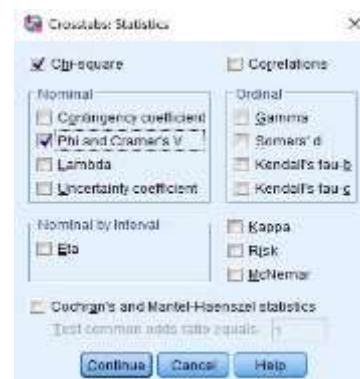 Crosstabs: Statistics
Chi-square
Correlations
Nominal
Contingency coefficient
Phi and Cramer's V
Lambda
Uncertainty coefficient
Ordinal
Gamma
Somers' d
Kendall's tau-b
Kendall's tau-c
Nominal by Interval
Eta
Kappa
Risk
McNemar
Cochran's and Mantel-Haenszel statistics
Test common odds ratio equals: 1
Continue
Cancel
Help